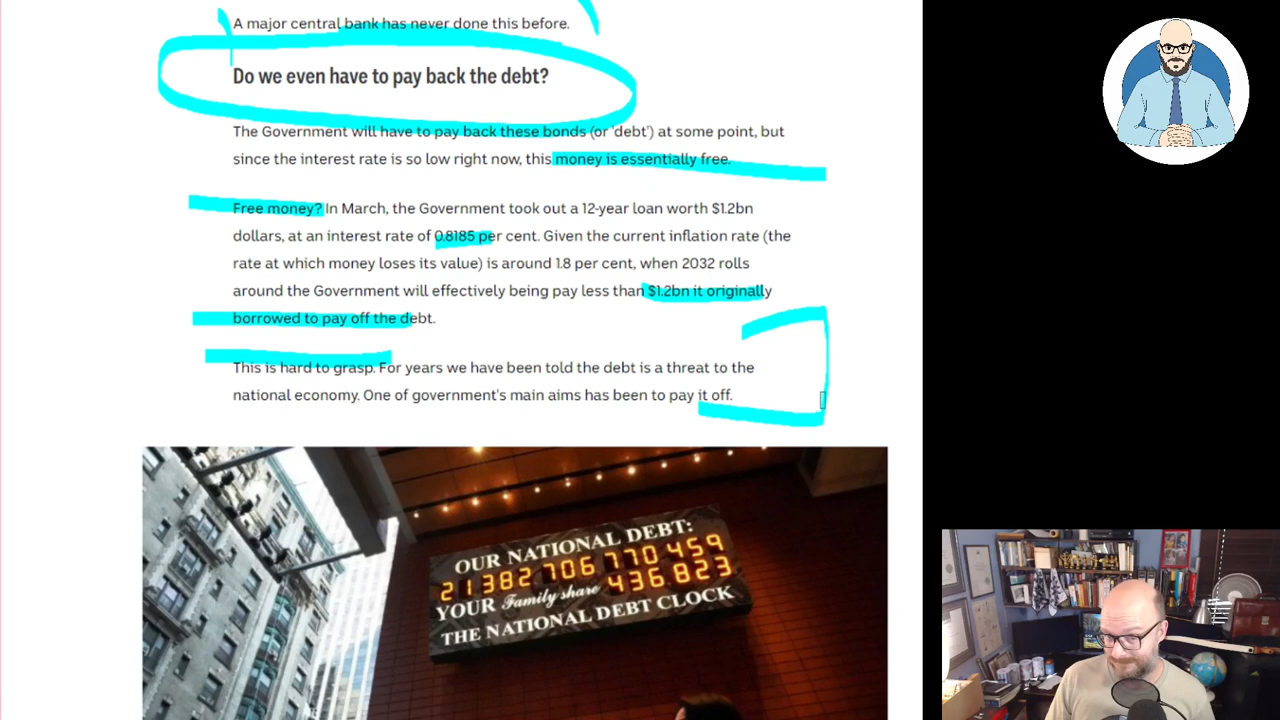 A major central bank has never done this before.
Do we even have to pay back the debt?
The Government will have to pay back these bonds (or 'debt') at some point, but
since the interest rate is so low right now, this money is essentially free.
Free money? In March, the Government took out a 12-year loan worth $1.2bn
dollars, at an interest rate of 0.8185 per cent. Given the current inflation rate (the
rate at which money loses its value) is around 1.8 per cent, when 2032 rolls
around the Government will effectively being pay less than $1.2bn it originally
borrowed to pay off the debt.
This is hard to grasp. For years we have been told the debt is a threat to the
national economy. One of government's main aims has been to pay it off.
OUR NATIONAL DEBT:
21382706770459
YOUR Family share 436.823
THE NATIONAL DEBT CLOCK